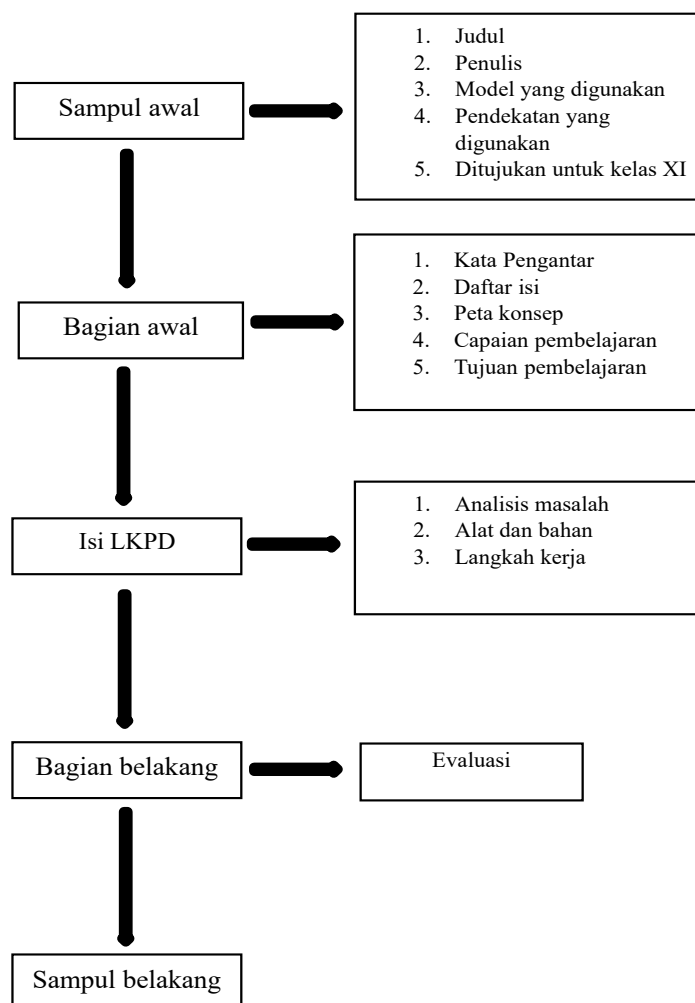 Sampul awal
1. Judul
2. Penulis
3. Model yang digunakan
4. Pendekatan yang
digunakan
5. Ditujukan untuk kelas XI
Bagian awal
1. Kata Pengantar
2. Daftar isi
3. Peta konsep
4. Capaian pembelajaran
5. Tujuan pembelajaran
Isi LKPD
1. Analisis masalah
2. Alat dan bahan
3. Langkah kerja
Bagian belakang
Evaluasi
Sampul belakang